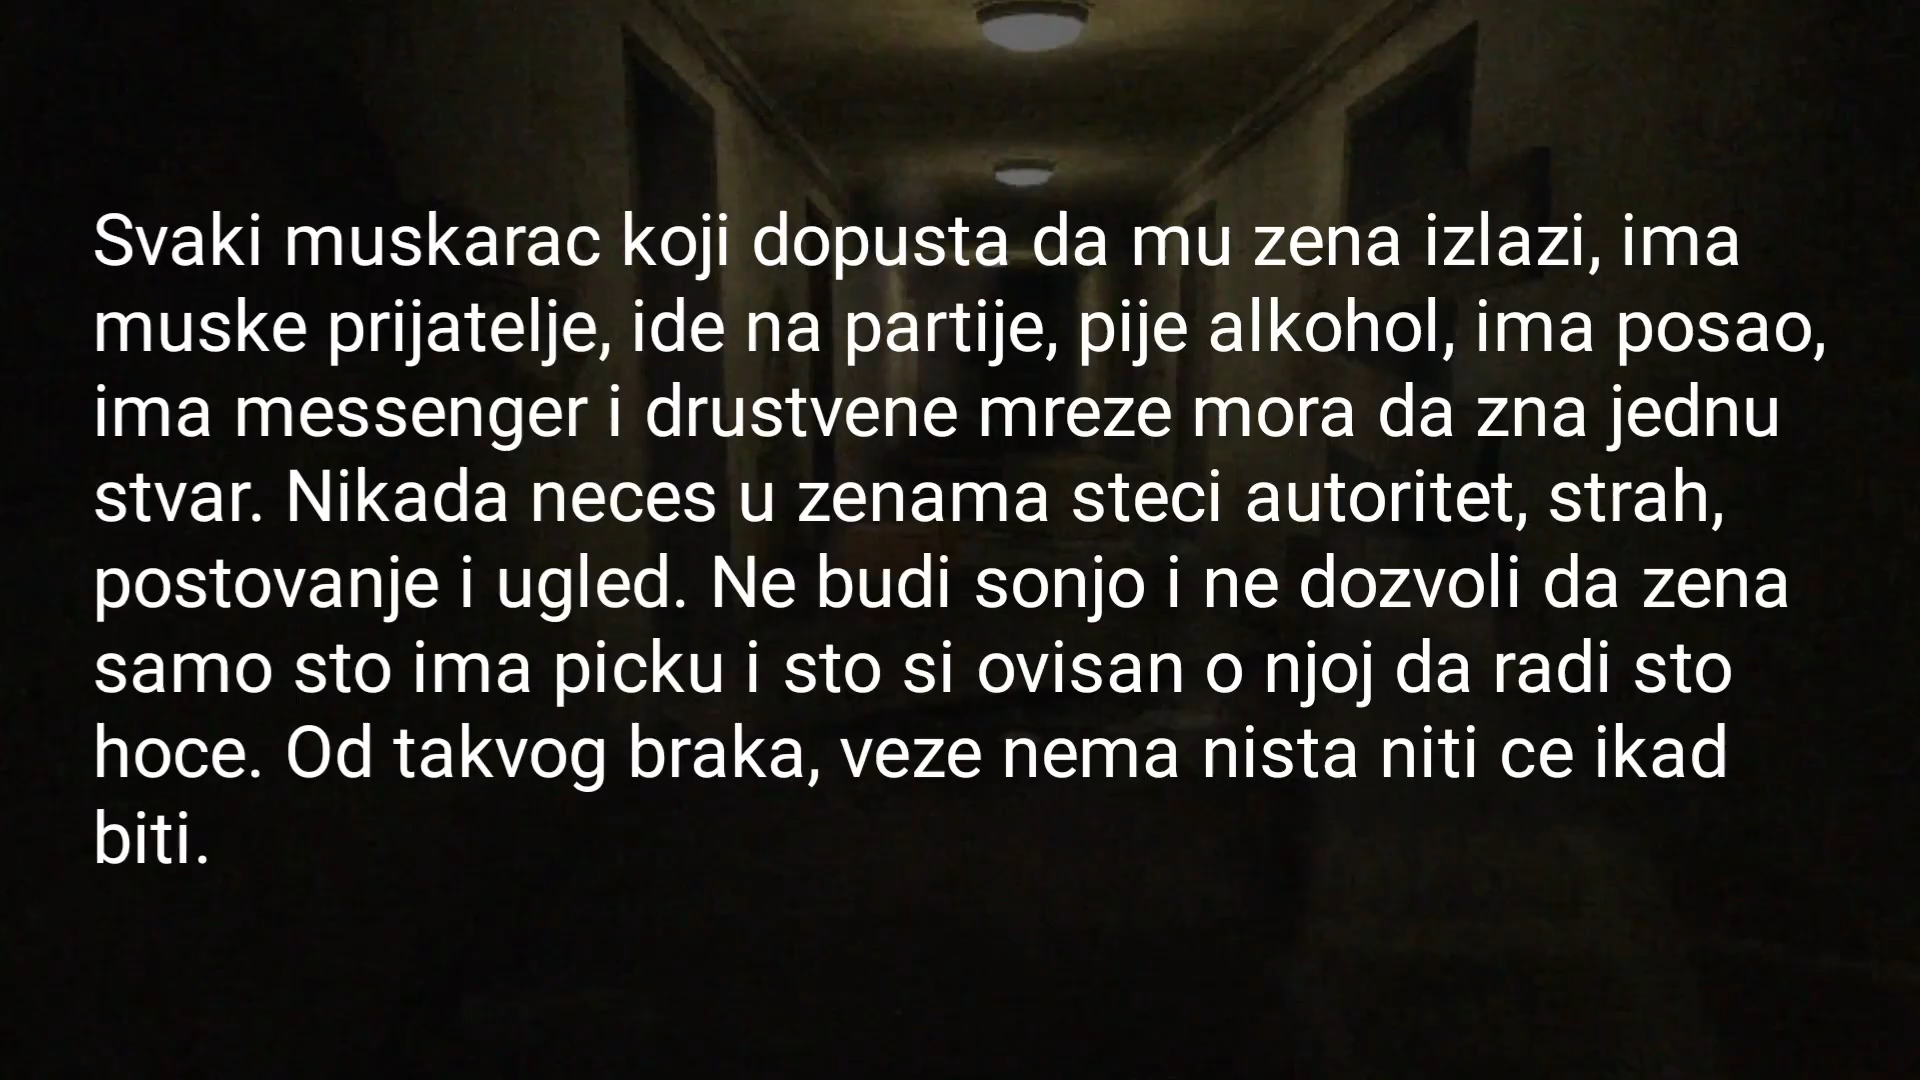 Svaki muskarac koji dopusta da mu zena izlazi, ima
muske prijatelje, ide na partije, pije alkohol, ima posao,
ima messenger i drustvene mreze mora da zna jednu
stvar. Nikada neces u zenama steci autoritet, strah,
postovanje i ugled. Ne budi sonjo i ne dozvoli da zena
samo sto ima picku i sto si ovisan o njoj da radi sto
hoce. Od takvog braka, veze nema nista niti ce ikad
biti.